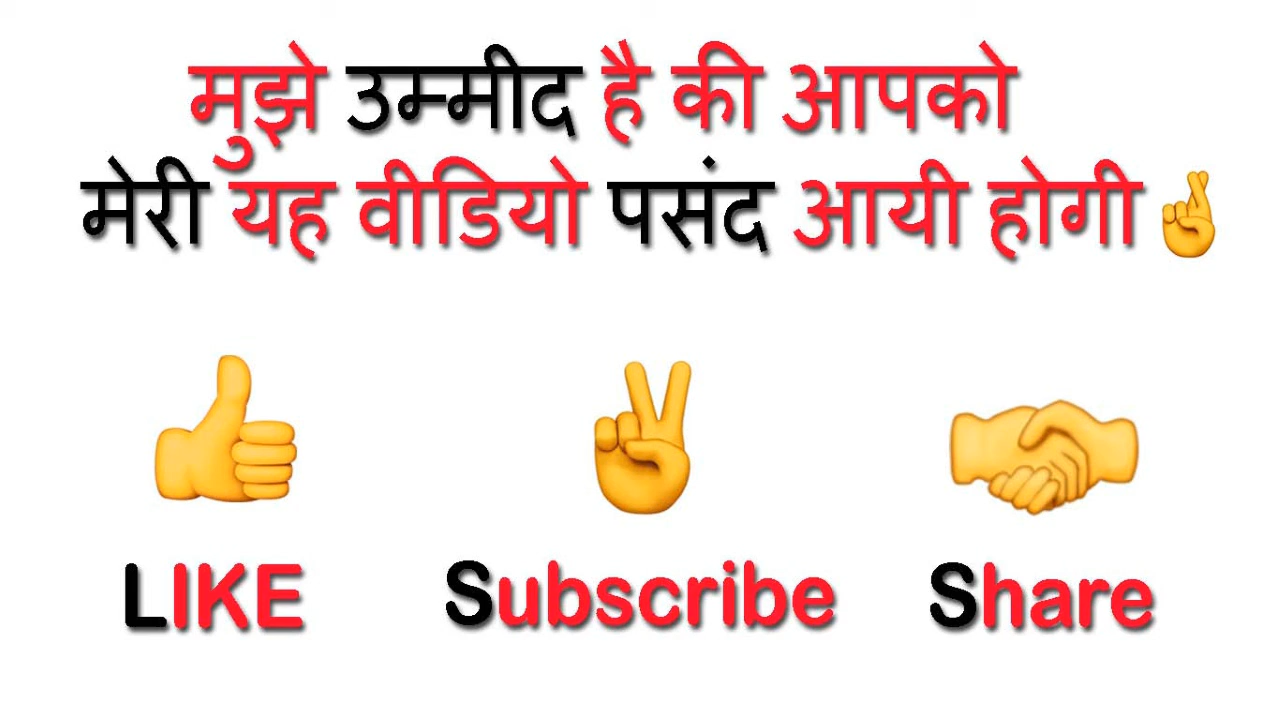 मुझे उम्मीद है की आपको
मेरी यह वीडियो पसंद आयी होगी🤞
LIKE Subscribe Share